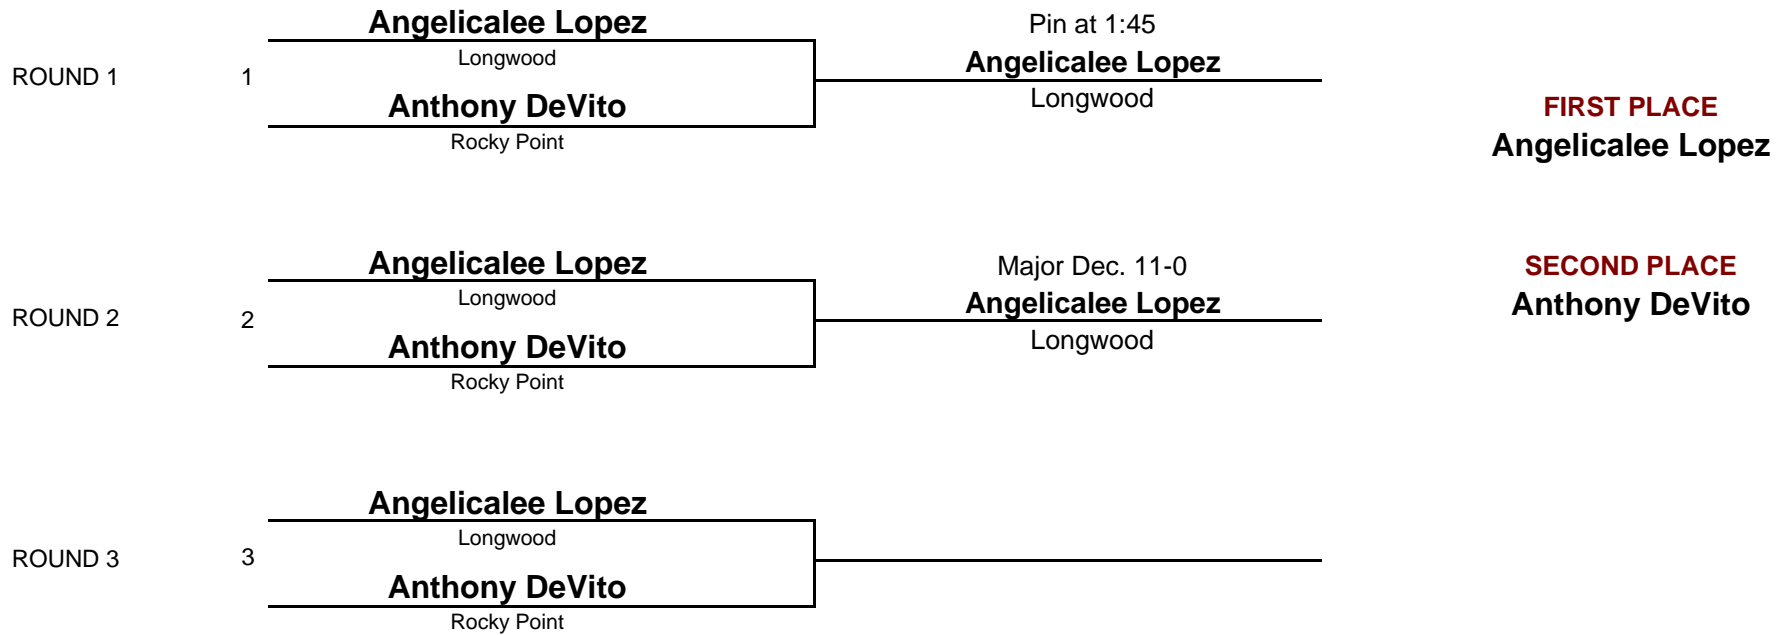 ROUND 1
1
Angelicalee Lopez
Longwood
Anthony DeVito
Rocky Point
Pin at 1:45
Angelicalee Lopez
Longwood
FIRST PLACE
Angelicalee Lopez
ROUND 2
2
Angelicalee Lopez
Longwood
Anthony DeVito
Rocky Point
Major Dec. 11-0
Angelicalee Lopez
Longwood
SECOND PLACE
Anthony DeVito
ROUND 3
3
Angelicalee Lopez
Longwood
Anthony DeVito
Rocky Point